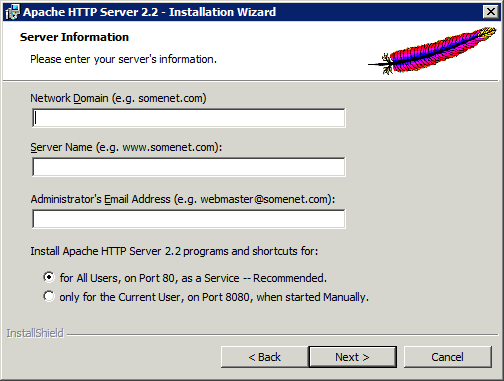 Apache HTTP Server 2.2 - Installation Wizard
Server Information
Please enter your server's information.
Network Domain (e.g. somenet.com)
Server Name (e.g. www.somenet.com):
Administrator's Email Address (e.g. webmaster@somenet.com):
Install Apache HTTP Server 2.2 programs and shortcuts for:
for All Users, on Port 80, as a Service -- Recommended.
only for the Current User, on Port 8080, when started Manually.
InstallShield
< Back Next > Cancel